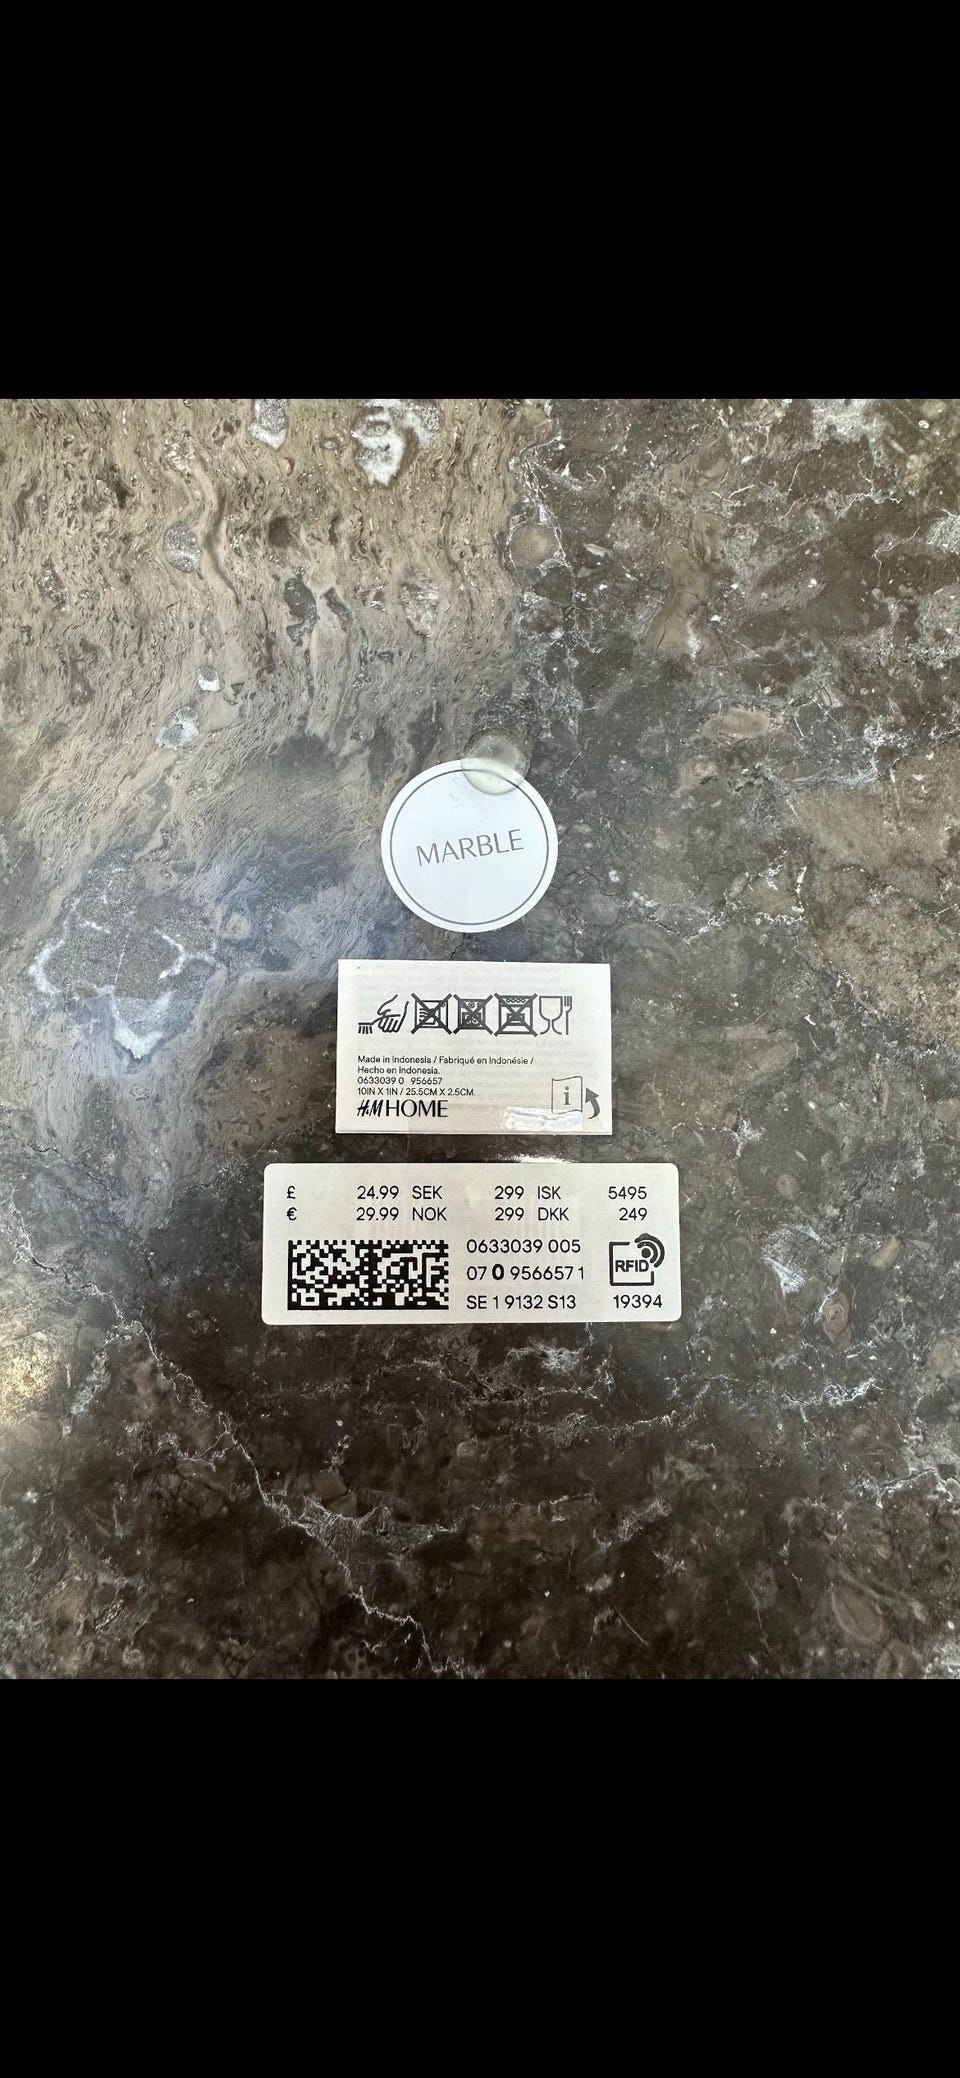 MARBLE
Made in Indonesia / Fabriqué en Indonésie /
Hecho en Indonesia.
0633039 0 956657
10IN X 1IN / 25.5CM X 2.5CM.
H&M HOME
i
£ 24.99 SEK 299 ISK 5495
€ 29.99 NOK 299 DKK 249
0633039 005
07 0 956657 1
RFID
SE 1 9132 S13 19394